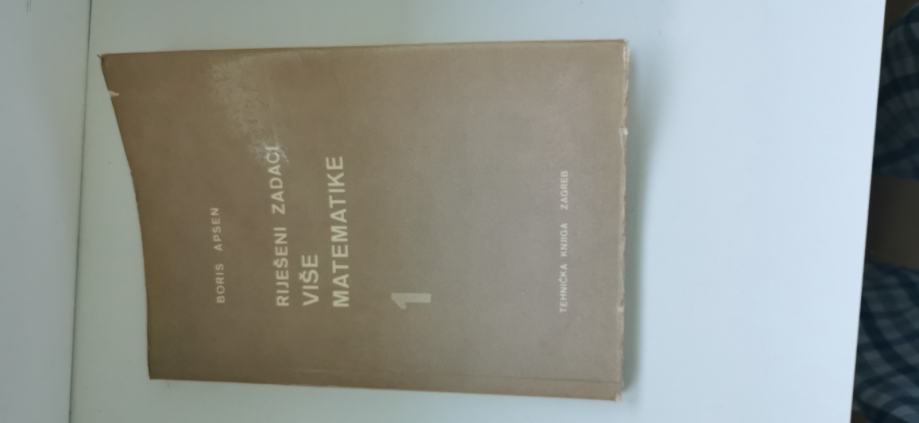 BORIS APSEN
RIJEŠENI ZADACI
VIŠE
MATEMATIKE
1
TEHNIČKA KNJIGA ZAGREB